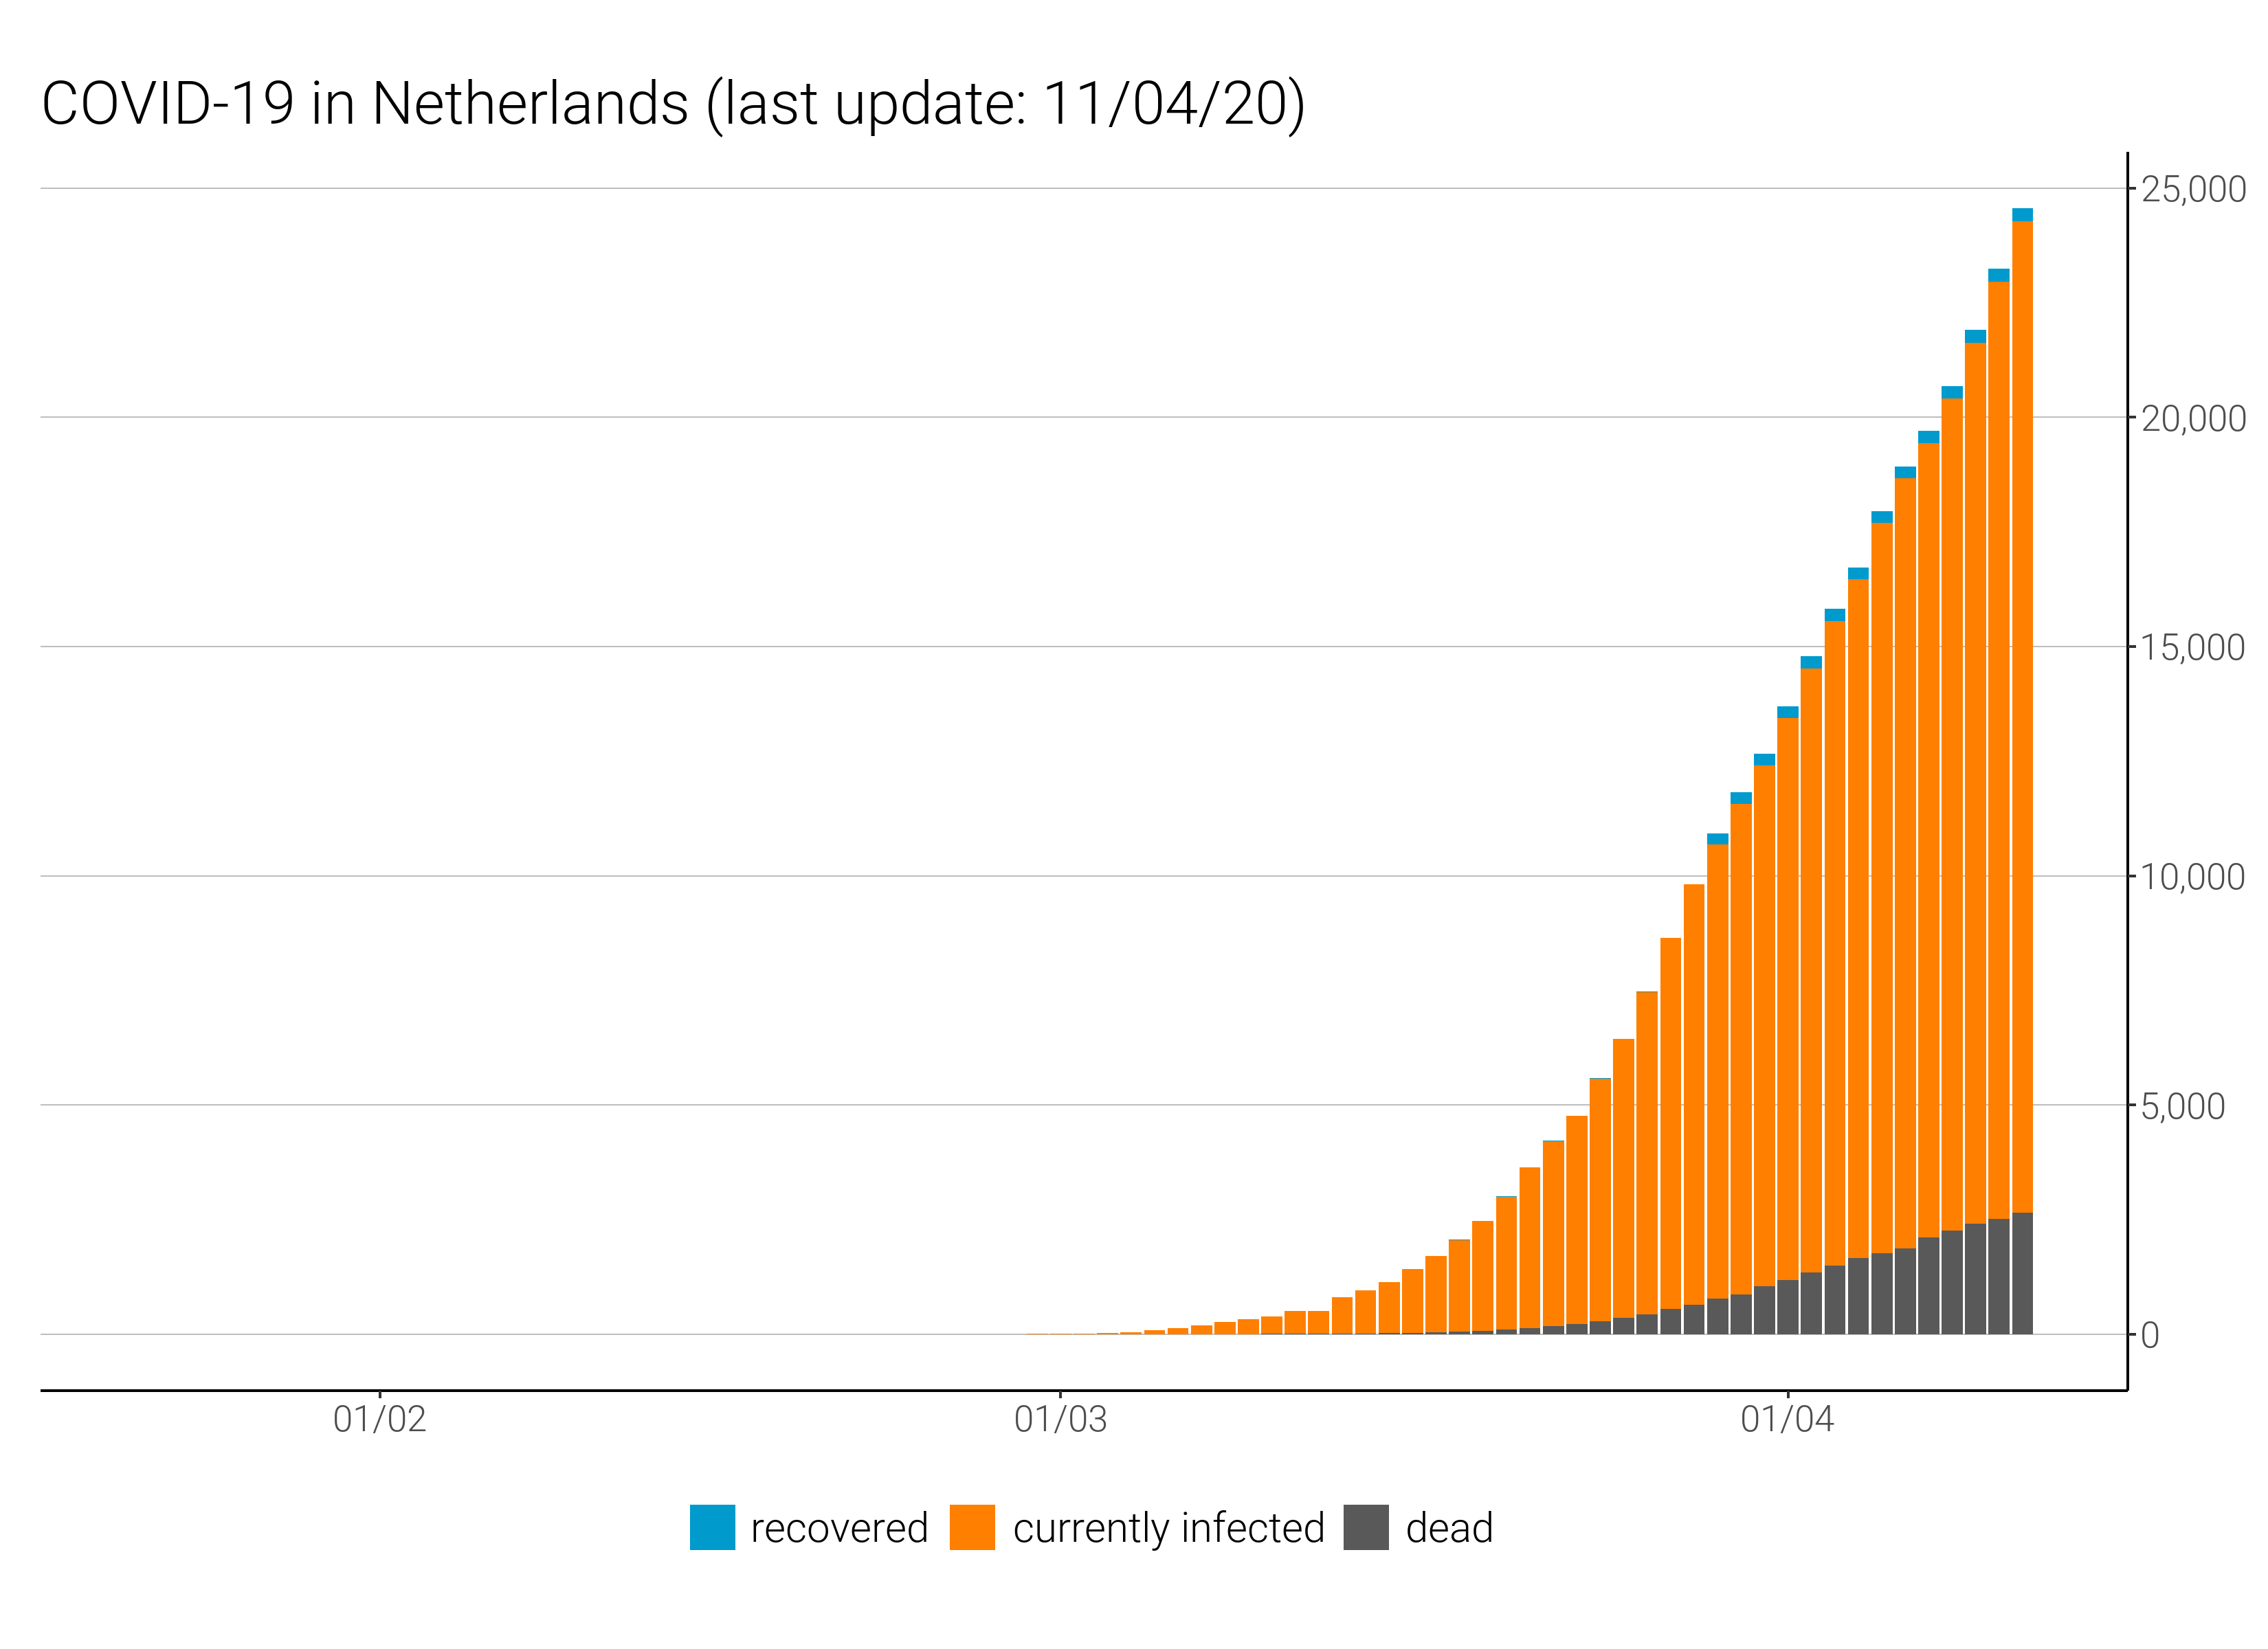 COVID-19 in Netherlands (last update: 11/04/20)
25,000
20,000
15,000
10,000
5,000
0
01/02 01/03 01/04
recovered currently infected dead